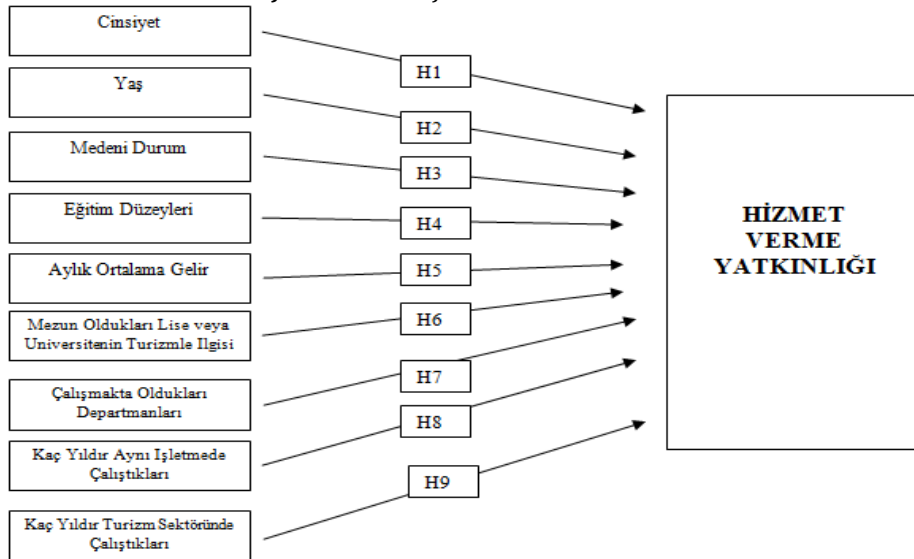 Cinsiyet
Yaş
Medeni Durum
Eğitim Düzeyleri
Aylık Ortalama Gelir
Mezun Oldukları Lise veya
Universitenin Turizmle Ilgisi
Çalışmakta Oldukları
Departmanları
Kaç Yıldır Aynı Işletmede
Çalıştıkları
Kaç Yıldır Turizm Sektöründe
Çalıştıkları
H1
H2
H3
H4
H5
H6
H7
H8
H9
HİZMET
VERME
YATKINLIĞI